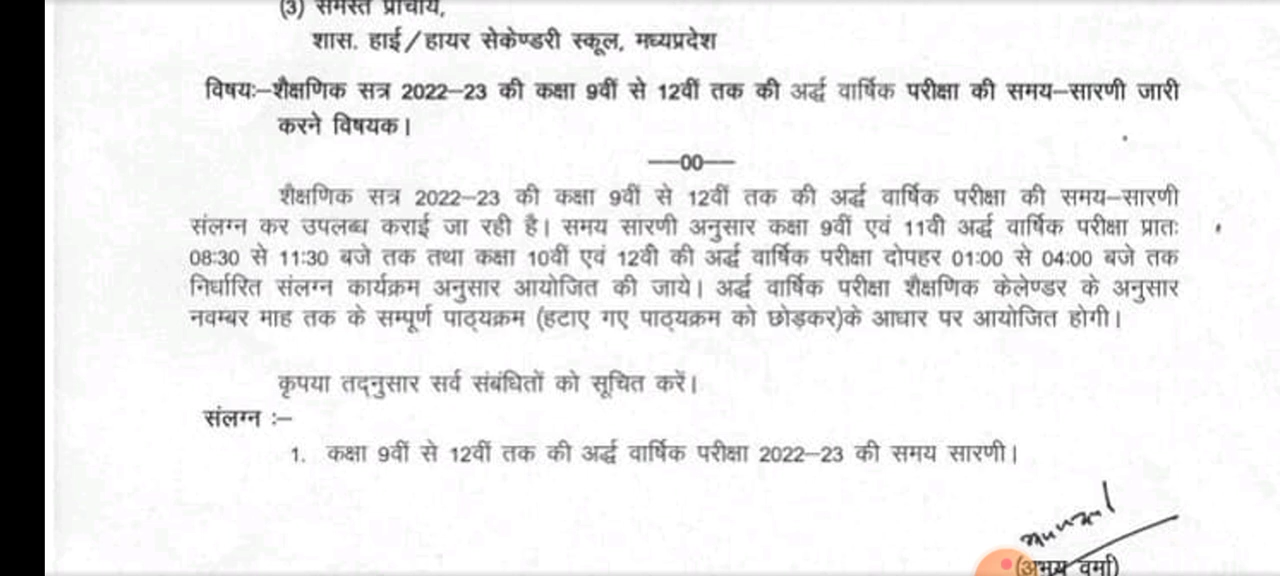 (3) समस्त प्राचार्य,
शास. हाई/हायर सेकेण्डरी स्कूल, मध्यप्रदेश
विषयः–शैक्षणिक सत्र 2022–23 की कक्षा 9वीं से 12वीं तक की अर्द्ध वार्षिक परीक्षा की समय–सारणी जारी
करने विषयक।
—00—
शैक्षणिक सत्र 2022–23 की कक्षा 9वीं से 12वीं तक की अर्द्ध वार्षिक परीक्षा की समय–सारणी
संलग्न कर उपलब्ध कराई जा रही है। समय सारणी अनुसार कक्षा 9वीं एवं 11वी अर्द्ध वार्षिक परीक्षा प्रातः
08:30 से 11:30 बजे तक तथा कक्षा 10वीं एवं 12वी की अर्द्ध वार्षिक परीक्षा दोपहर 01:00 से 04:00 बजे तक
निर्धारित संलग्न कार्यक्रम अनुसार आयोजित की जाये। अर्द्ध वार्षिक परीक्षा शैक्षणिक केलेण्डर के अनुसार
नवम्बर माह तक के सम्पूर्ण पाठ्यक्रम (हटाए गए पाठ्यक्रम को छोड़कर)के आधार पर आयोजित होगी।
कृपया तद्नुसार सर्व संबंधितों को सूचित करें।
संलग्न :–
1. कक्षा 9वीं से 12वीं तक की अर्द्ध वार्षिक परीक्षा 2022–23 की समय सारणी।
(अभय वर्मा)